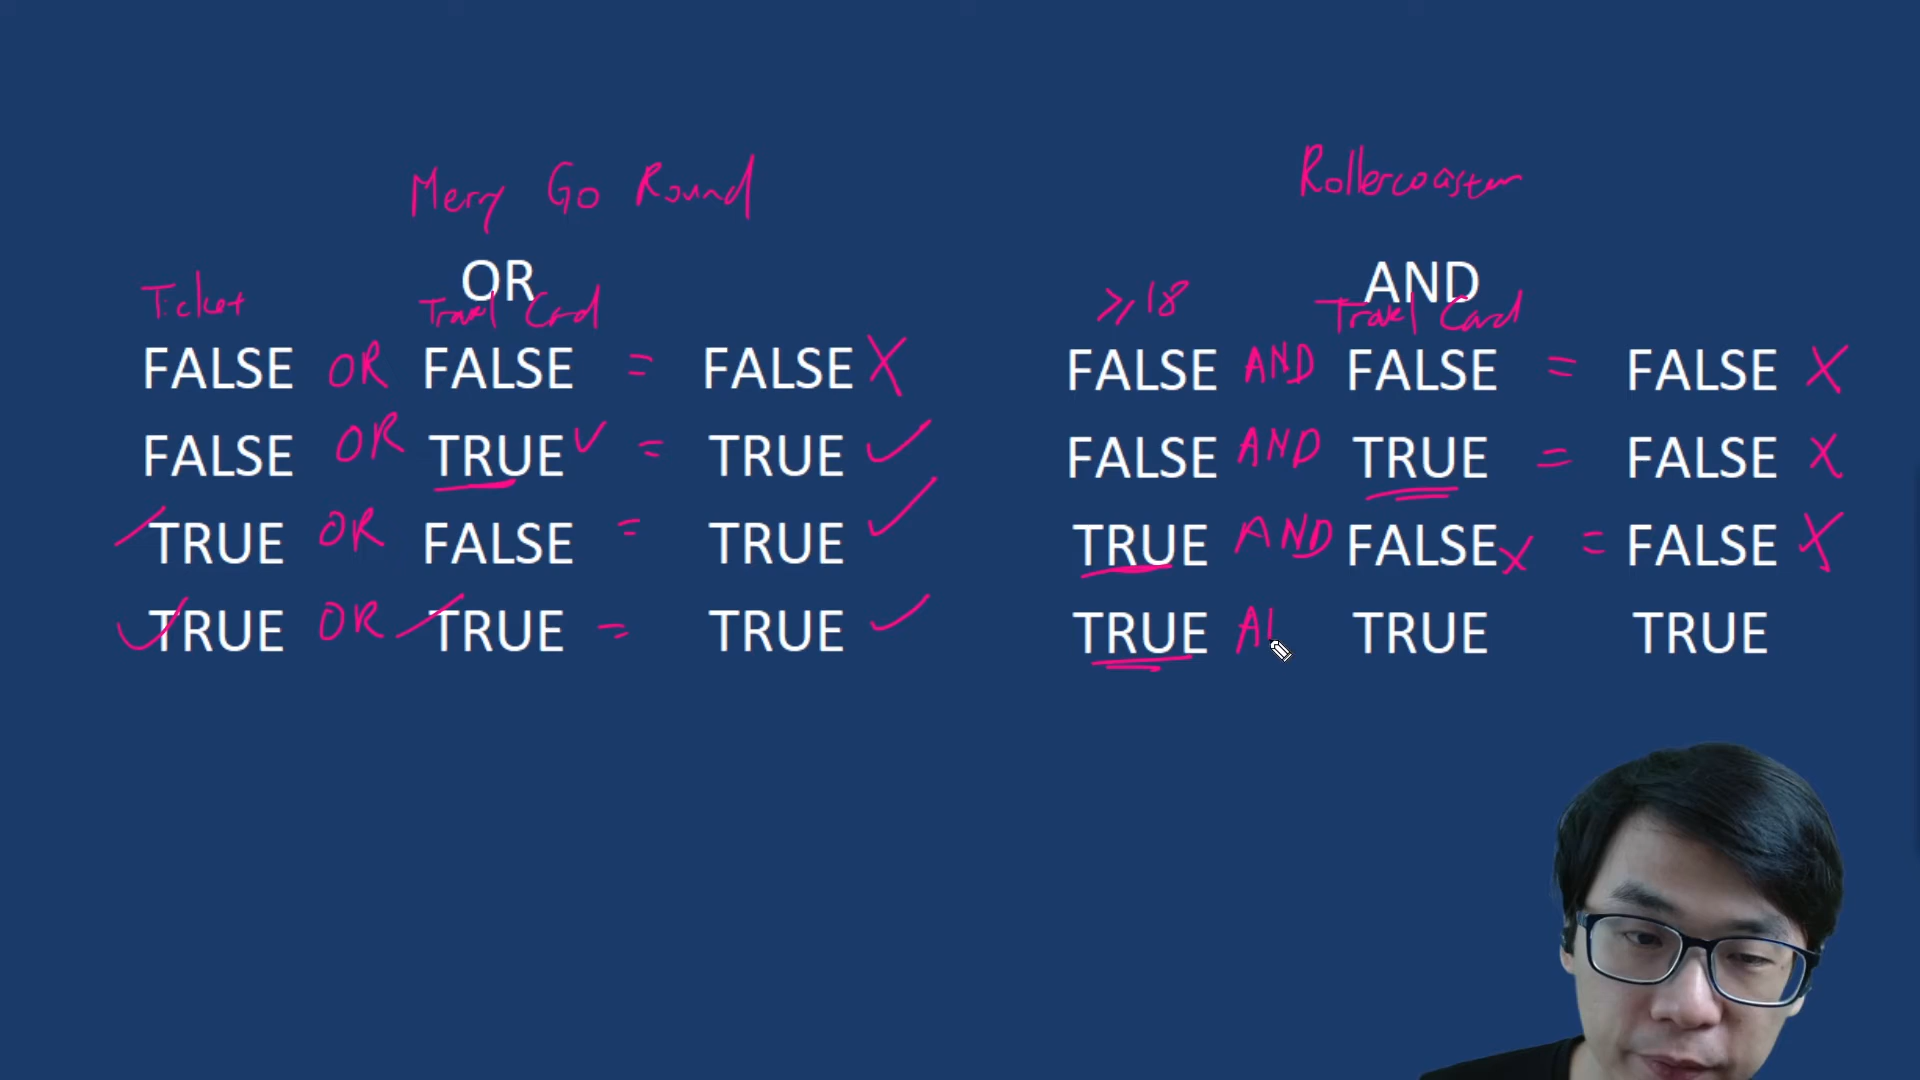 Merry Go Round
OR
Ticket Travel Card
FALSE OR FALSE = FALSE X
FALSE OR TRUE ✓ = TRUE ✓
✓ TRUE OR FALSE = TRUE ✓
✓ TRUE OR ✓ TRUE = TRUE ✓
Rollercoaster
AND
⩾18 Travel Card
FALSE AND FALSE = FALSE X
FALSE AND TRUE = FALSE X
TRUE AND FALSE X = FALSE X
TRUE Al TRUE TRUE